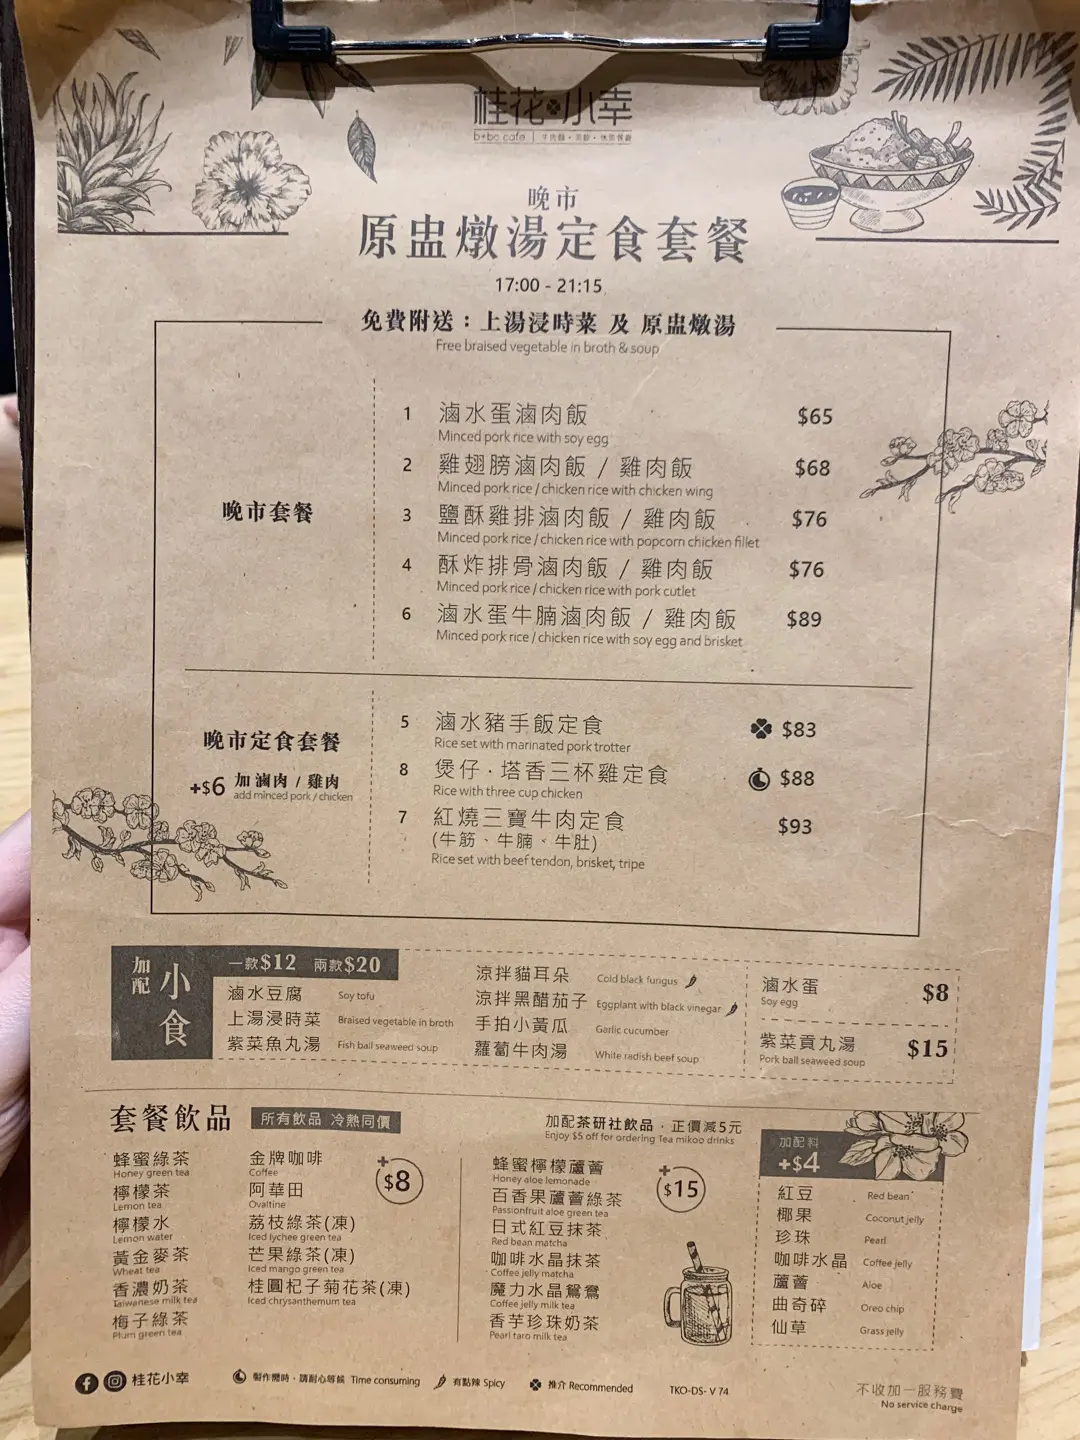 桂花小幸
b+bc cafe | 牛肉麵・茶飲・休閒餐廳
晚市
原盅燉湯定食套餐
17:00 - 21:15
免費附送：上湯浸時菜 及 原盅燉湯
Free braised vegetable in broth & soup
晚市套餐
1 滷水蛋滷肉飯 $65
Minced pork rice with soy egg
2 雞翅膀滷肉飯 / 雞肉飯 $68
Minced pork rice / chicken rice with chicken wing
3 鹽酥雞排滷肉飯 / 雞肉飯 $76
Minced pork rice / chicken rice with popcorn chicken fillet
4 酥炸排骨滷肉飯 / 雞肉飯 $76
Minced pork rice / chicken rice with pork cutlet
6 滷水蛋牛腩滷肉飯 / 雞肉飯 $89
Minced pork rice / chicken rice with soy egg and brisket
晚市定食套餐
+$6 加 滷肉 / 雞肉
add minced pork / chicken
5 滷水豬手飯定食 $83
Rice set with marinated pork trotter
8 煲仔 · 塔香三杯雞定食 $88
Rice with three cup chicken
7 紅燒三寶牛肉定食 $93
(牛筋、牛腩、牛肚)
Rice set with beef tendon, brisket, tripe
加配 小食
一款$12 兩款$20
滷水豆腐 Soy tofu
上湯浸時菜 Braised vegetable in broth
紫菜魚丸湯 Fish ball seaweed soup
涼拌貓耳朵 Cold black fungus
涼拌黑醋茄子 Eggplant with black vinegar
手拍小黃瓜 Garlic cucumber
蘿蔔牛肉湯 White radish beef soup
滷水蛋 $8
Soy egg
紫菜貢丸湯 $15
Pork ball seaweed soup
套餐飲品 所有飲品 冷熱同價
蜂蜜綠茶
Honey green tea
檸檬茶
Lemon tea
檸檬水
Lemon water
黃金麥茶
Wheat tea
香濃奶茶
Taiwanese milk tea
梅子綠茶
Plum green tea
金牌咖啡
Coffee
阿華田
Ovaltine
荔枝綠茶(凍)
Iced lychee green tea
芒果綠茶(凍)
Iced mango green tea
桂圓杞子菊花茶(凍)
Iced chrysanthemum tea
+$8
加配茶研社飲品，正價減5元
Enjoy $5 off for ordering Tea mikoo drinks
蜂蜜檸檬蘆薈
Honey aloe lemonade
百香果蘆薈綠茶
Passionfruit aloe green tea
日式紅豆抹茶
Red bean matcha
咖啡水晶抹茶
Coffee jelly matcha
魔力水晶鴛鴦
Coffee jelly milk tea
香芋珍珠奶茶
Pearl taro milk tea
+$15
加配料
+$4
紅豆 Red bean
椰果 Coconut jelly
珍珠 Pearl
咖啡水晶 Coffee jelly
蘆薈 Aloe
曲奇碎 Oreo chip
仙草 Grass jelly
桂花小幸
製作需時，請耐心等候 Time consuming 有點辣 Spicy 推介 Recommended TKO-DS- V 74
不收加一服務費
No service charge